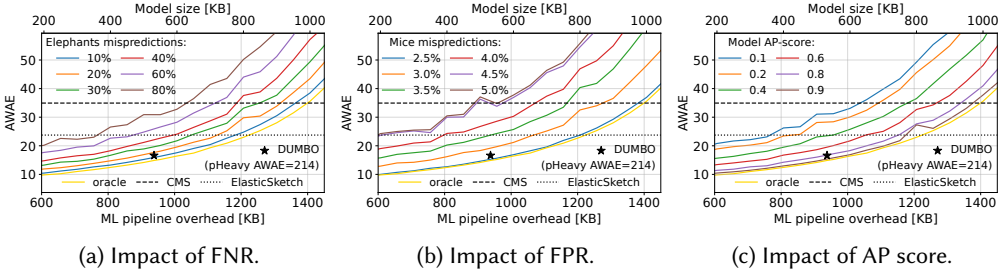 Model size [KB]
200 400 600 800 1000
AWAE
50
40
30
20
10
Elephants mispredictions:
10% 40%
20% 60%
30% 80%
DUMBO
(pHeavy AWAE=214)
oracle CMS ElasticSketch
600 800 1000 1200 1400
ML pipeline overhead [KB]
(a) Impact of FNR.
Model size [KB]
200 400 600 800 1000
AWAE
50
40
30
20
10
Mice mispredictions:
2.5% 4.0%
3.0% 4.5%
3.5% 5.0%
DUMBO
(pHeavy AWAE=214)
oracle CMS ElasticSketch
600 800 1000 1200 1400
ML pipeline overhead [KB]
(b) Impact of FPR.
Model size [KB]
200 400 600 800 1000
AWAE
50
40
30
20
10
Model AP-score:
0.1 0.6
0.2 0.8
0.4 0.9
DUMBO
(pHeavy AWAE=214)
oracle CMS ElasticSketch
600 800 1000 1200 1400
ML pipeline overhead [KB]
(c) Impact of AP score.